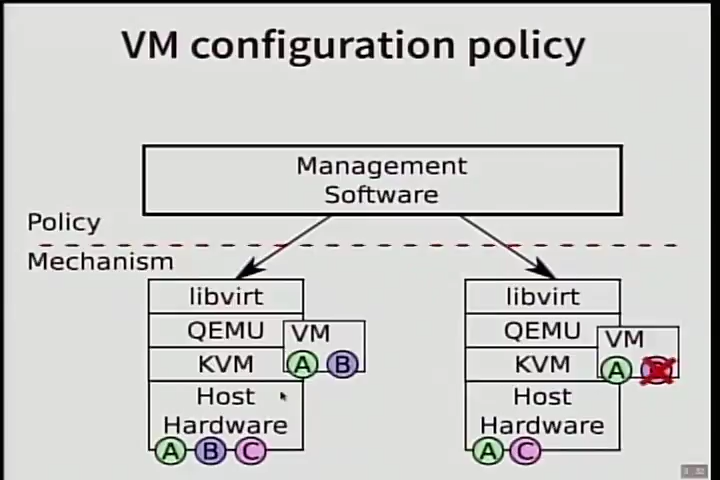 VM configuration policy
Management
Software
Policy
Mechanism
libvirt
QEMU
VM
KVM
A B
Host
Hardware
A B C
libvirt
QEMU
VM
KVM
A
Host
Hardware
A C